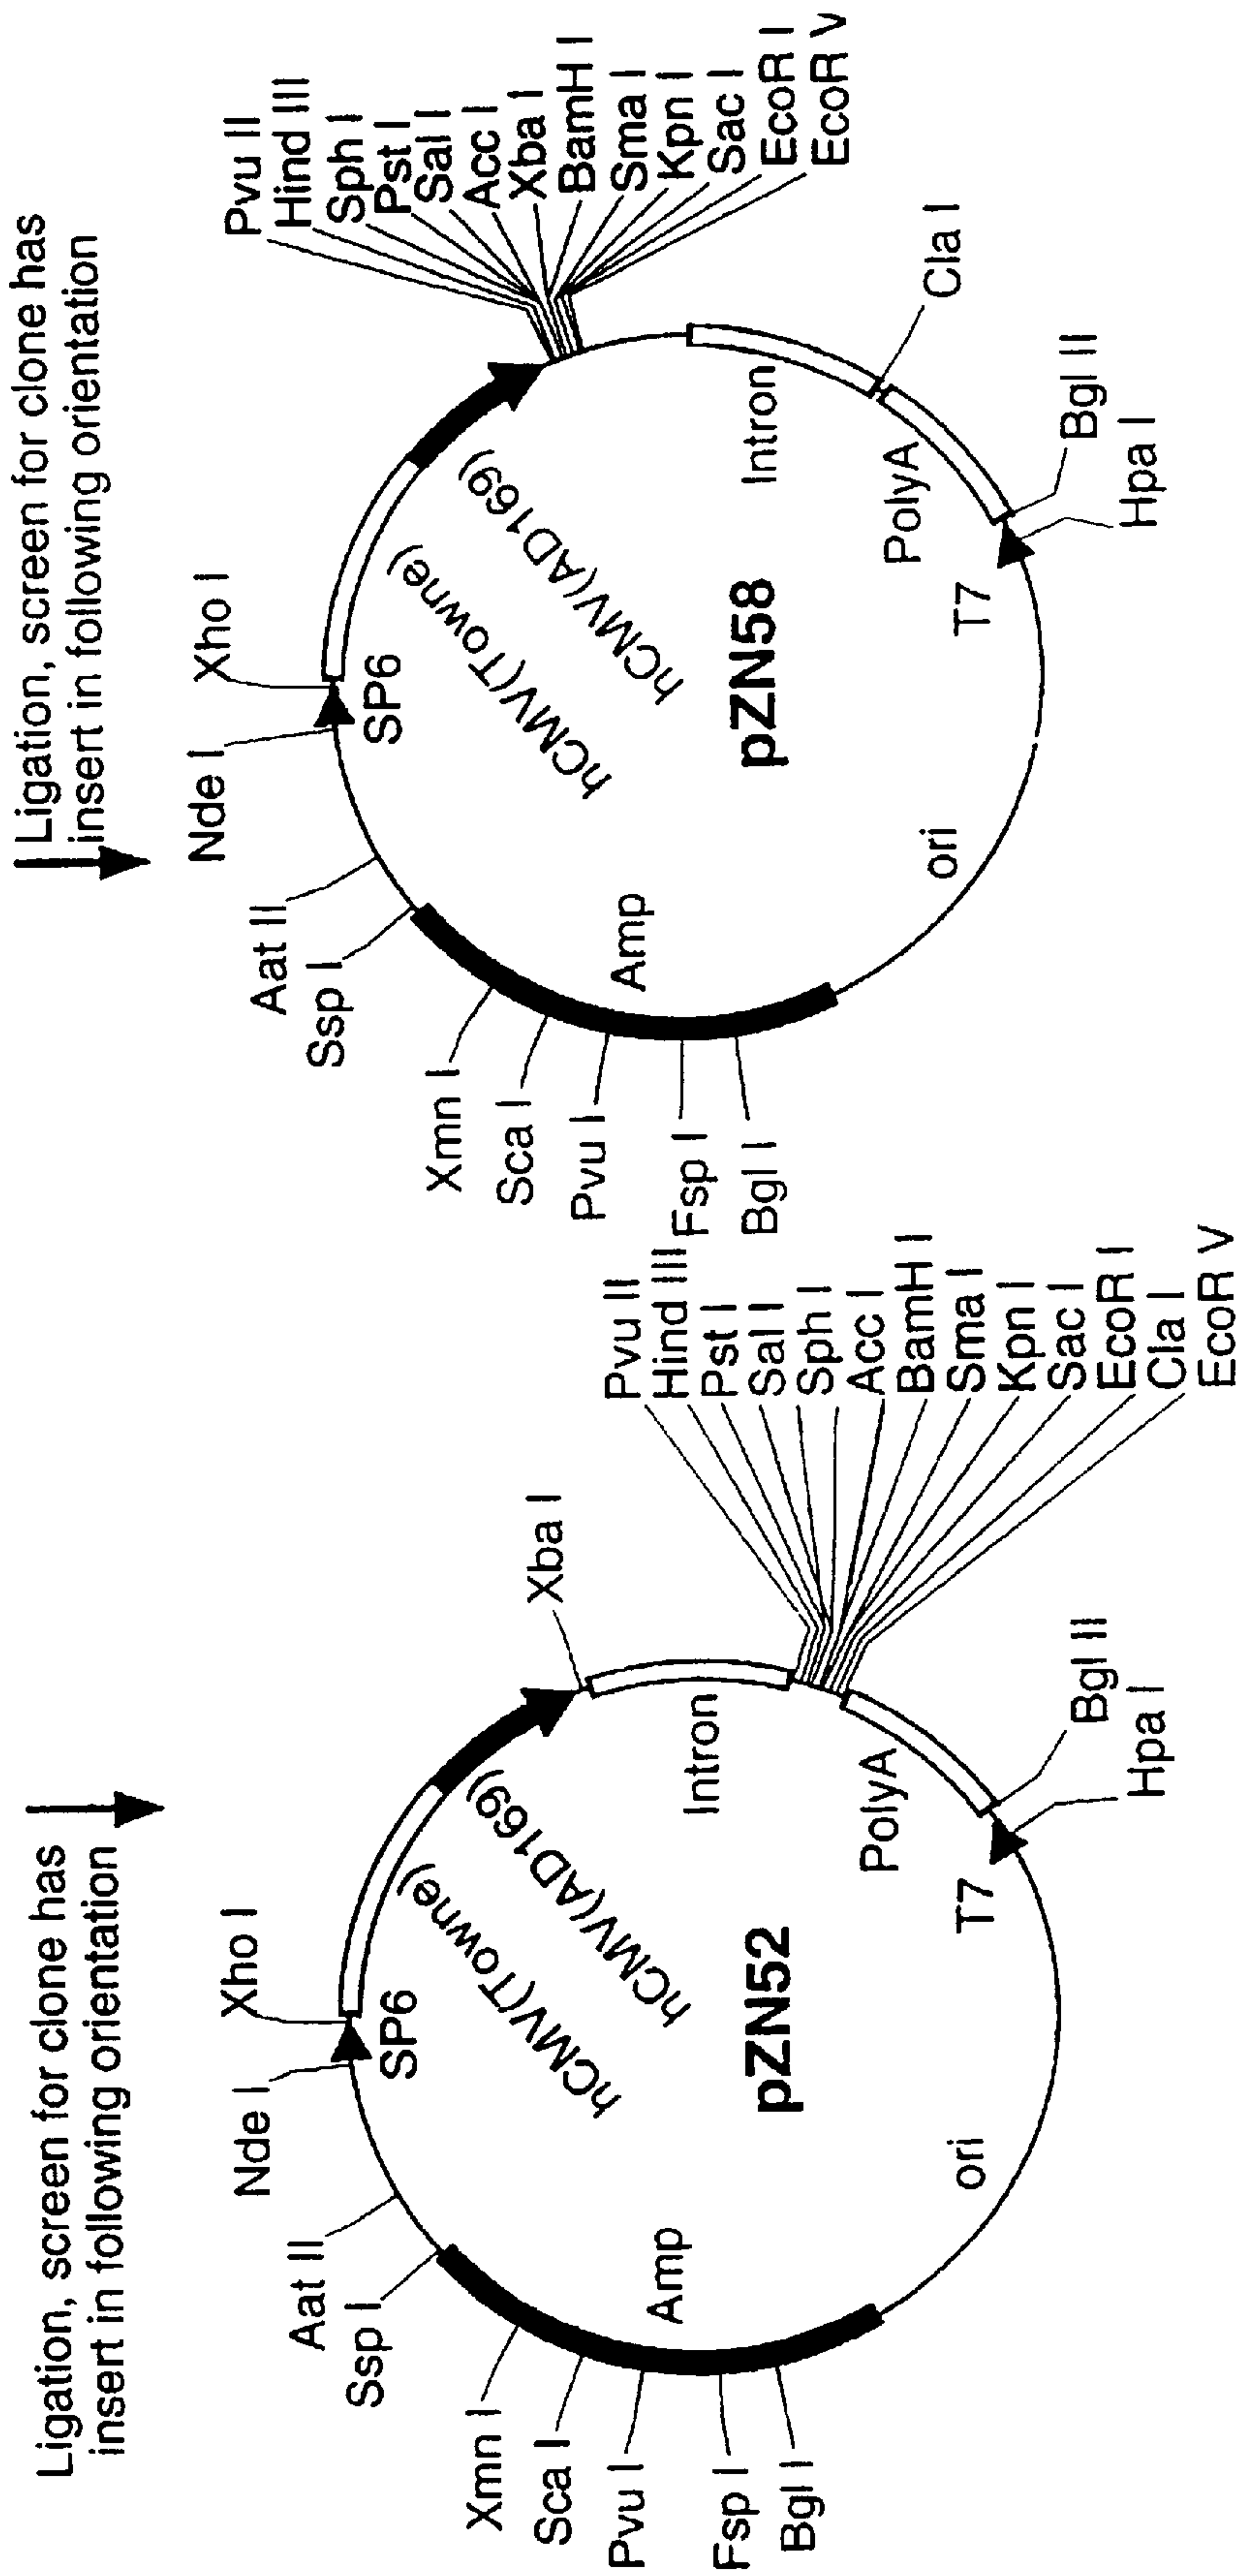 Ligation, screen for clone has
insert in following orientation
Xho I
Nde I
SP6
Aat II
Ssp I
Xmn I
Sca I
Pvu I
Fsp I
Bgl I
Amp
ori
hCMV(Towne)
hCMV(AD169)
pZN52
Xba I
Intron
Pvu II
Hind III
Pst I
Sal I
Sph I
Acc I
BamH I
Sma I
Kpn I
Sac I
EcoR I
Cla I
EcoR V
PolyA
Bgl II
Hpa I
T7
Ligation, screen for clone has
insert in following orientation
Xho I
Nde I
SP6
Aat II
Ssp I
Xmn I
Sca I
Pvu I
Fsp I
Bgl I
Amp
ori
hCMV(Towne)
hCMV(AD169)
pZN58
Pvu II
Hind III
Sph I
Pst I
Sal I
Acc I
Xba I
BamH I
Sma I
Kpn I
Sac I
EcoR I
EcoR V
Intron
Cla I
PolyA
Bgl II
Hpa I
T7